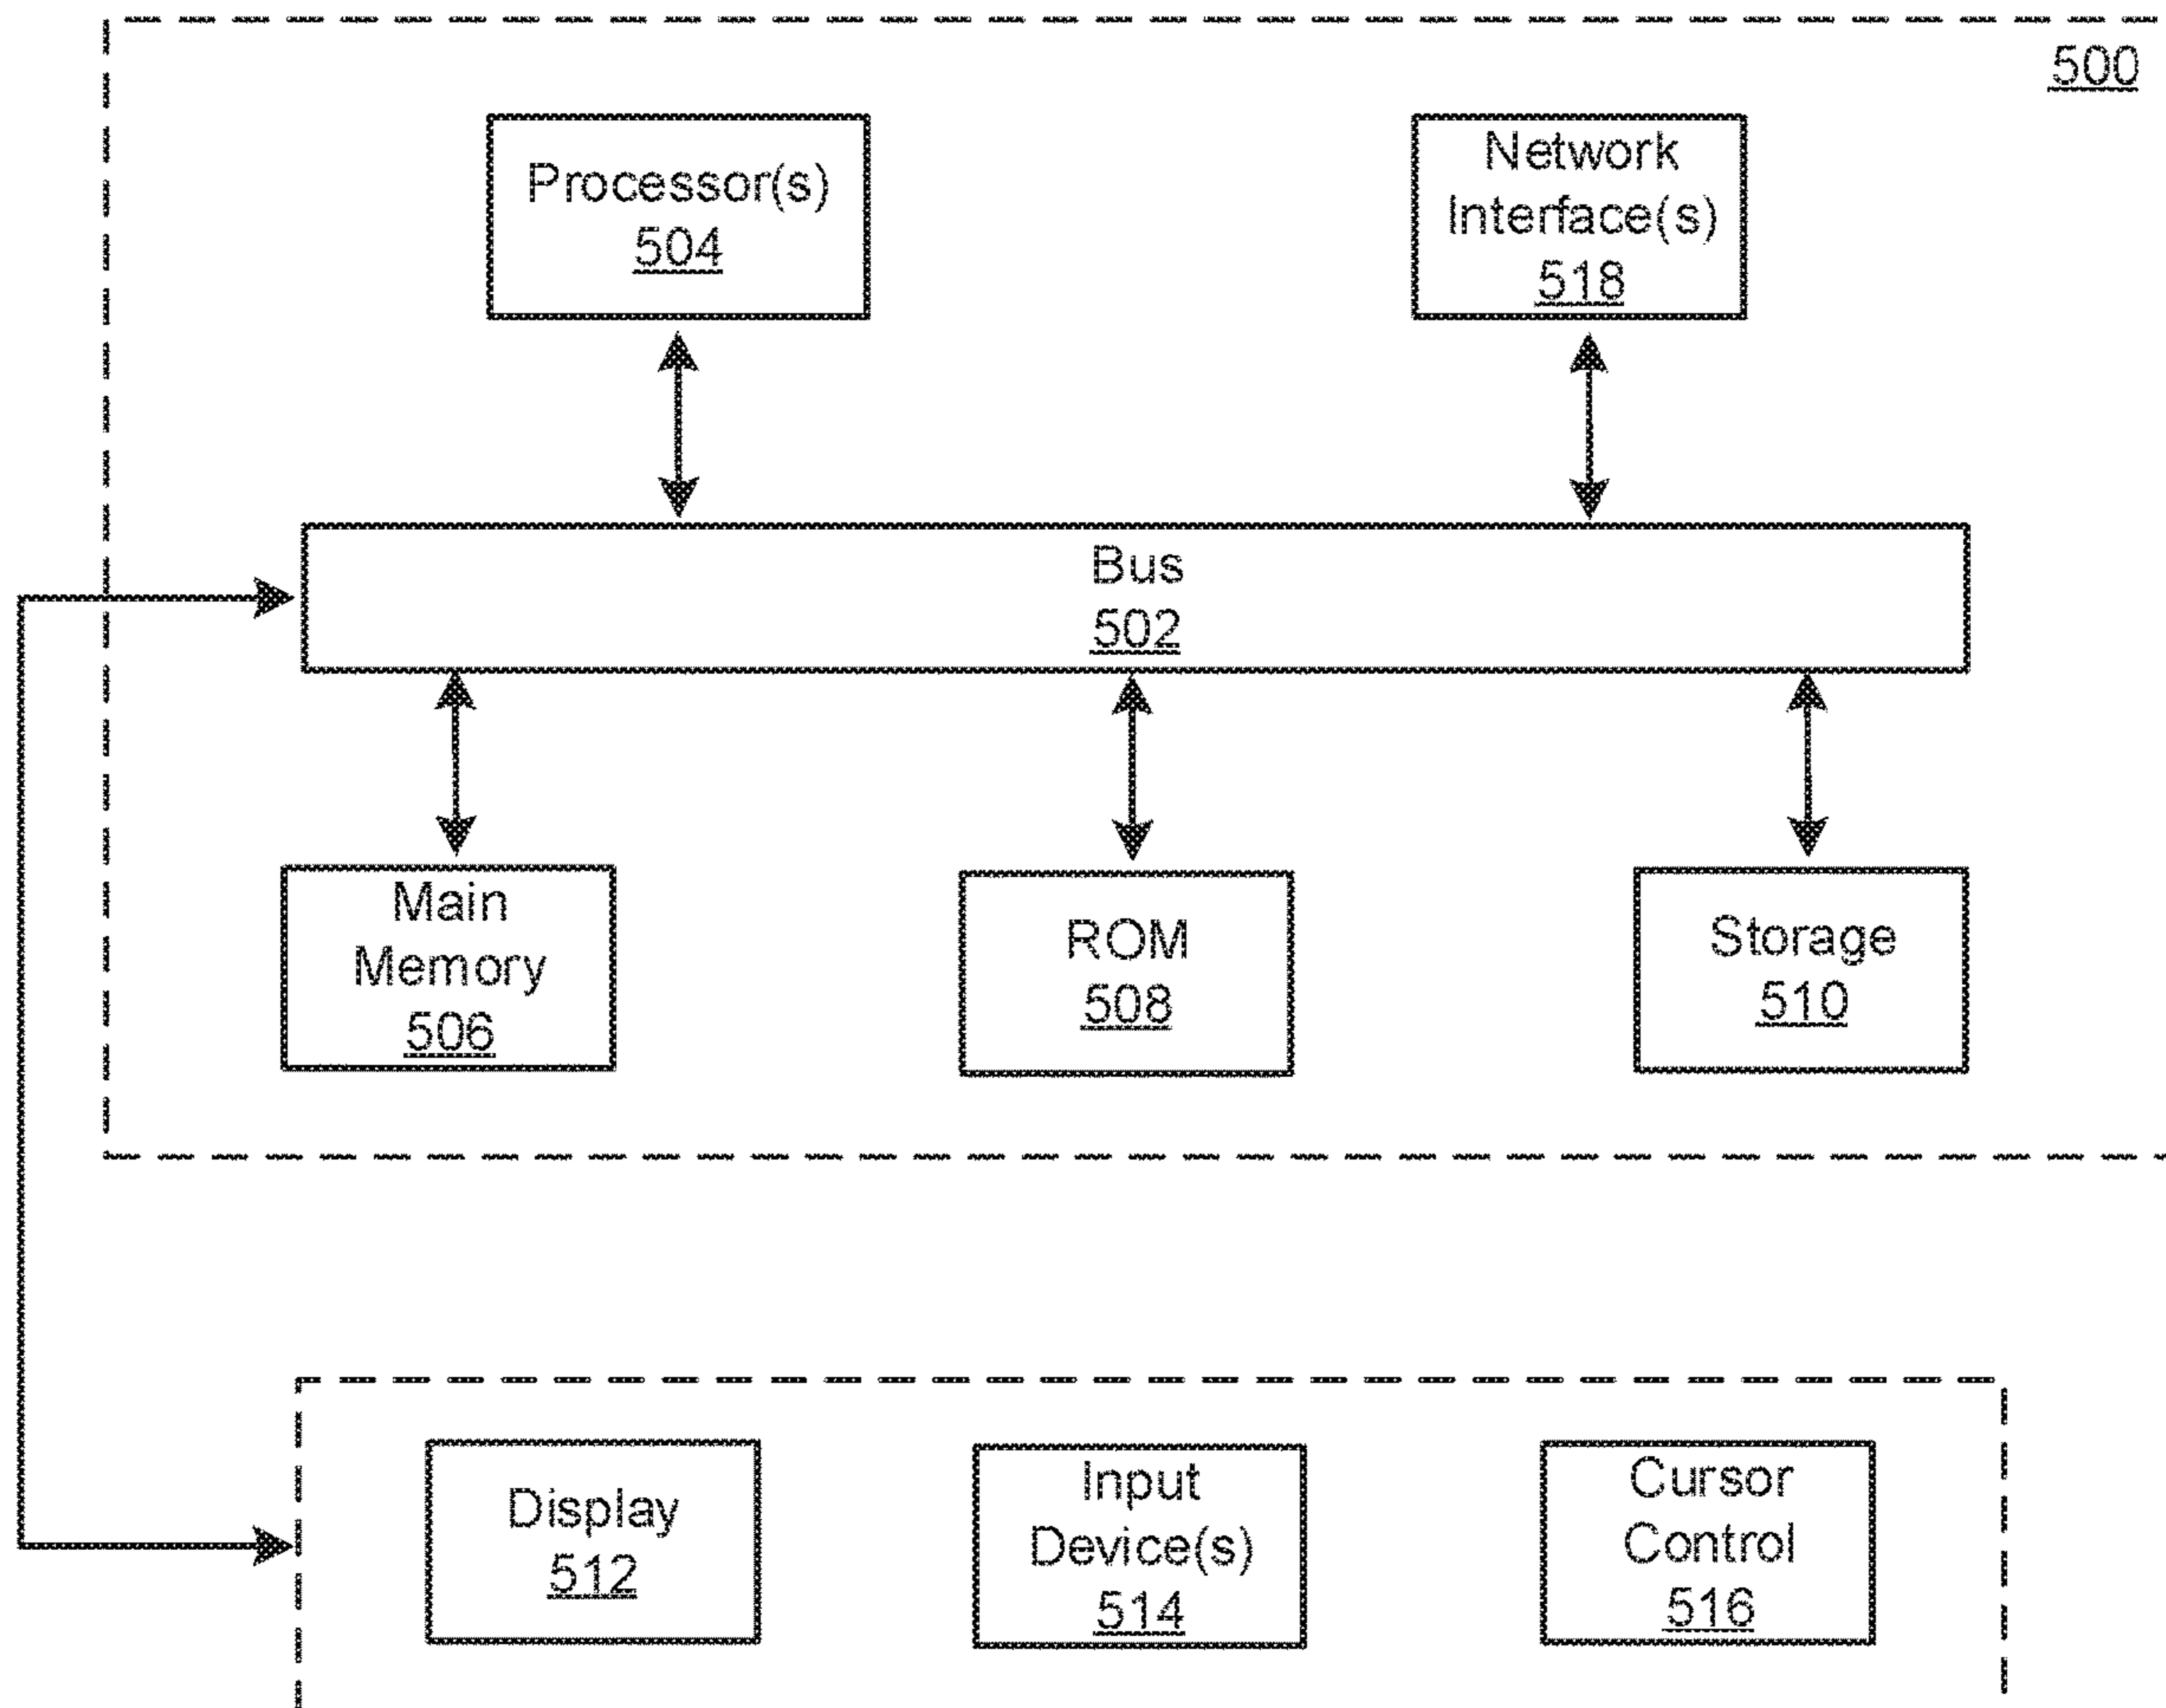 500
Processor(s)
504
Network
Interface(s)
518
Bus
502
Main
Memory
506
ROM
508
Storage
510
Display
512
Input
Device(s)
514
Cursor
Control
516